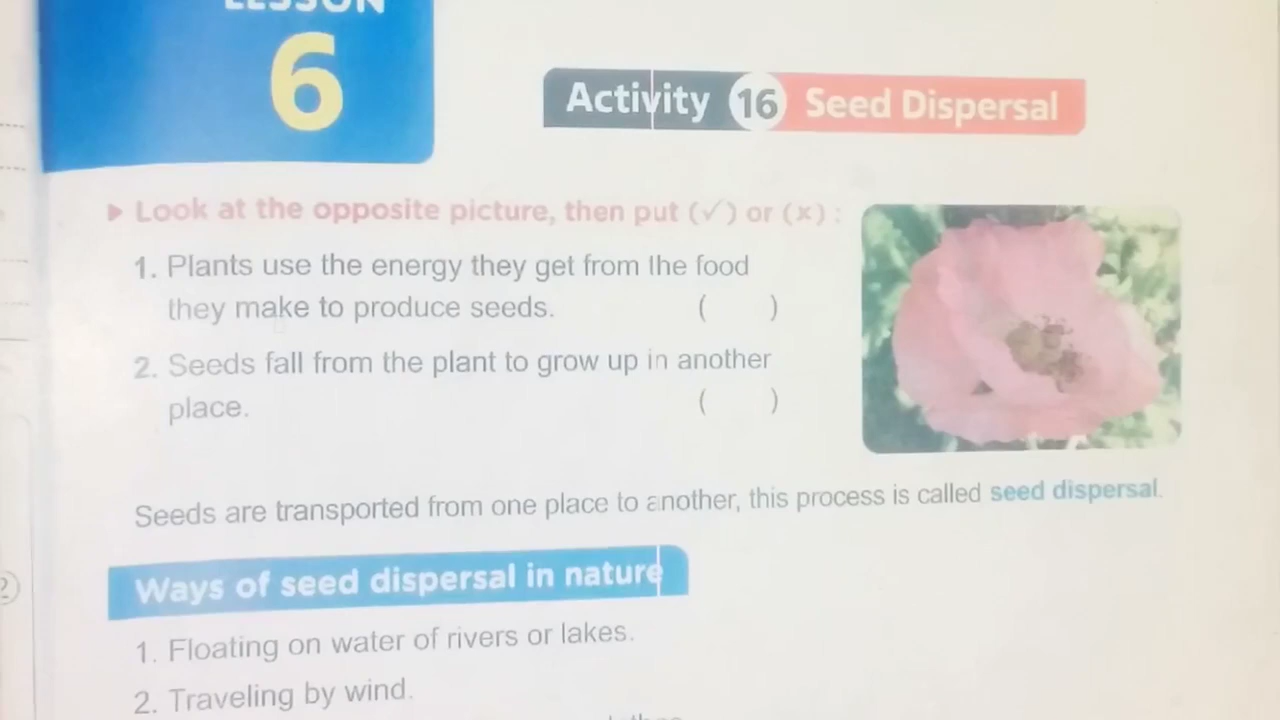 LESSON
6
Activity 16 Seed Dispersal
▶ Look at the opposite picture, then put (✓) or (×) :
1. Plants use the energy they get from the food
they make to produce seeds. (    )
2. Seeds fall from the plant to grow up in another
place. (    )
Seeds are transported from one place to another, this process is called seed dispersal.
Ways of seed dispersal in nature
1. Floating on water of rivers or lakes.
2. Traveling by wind.